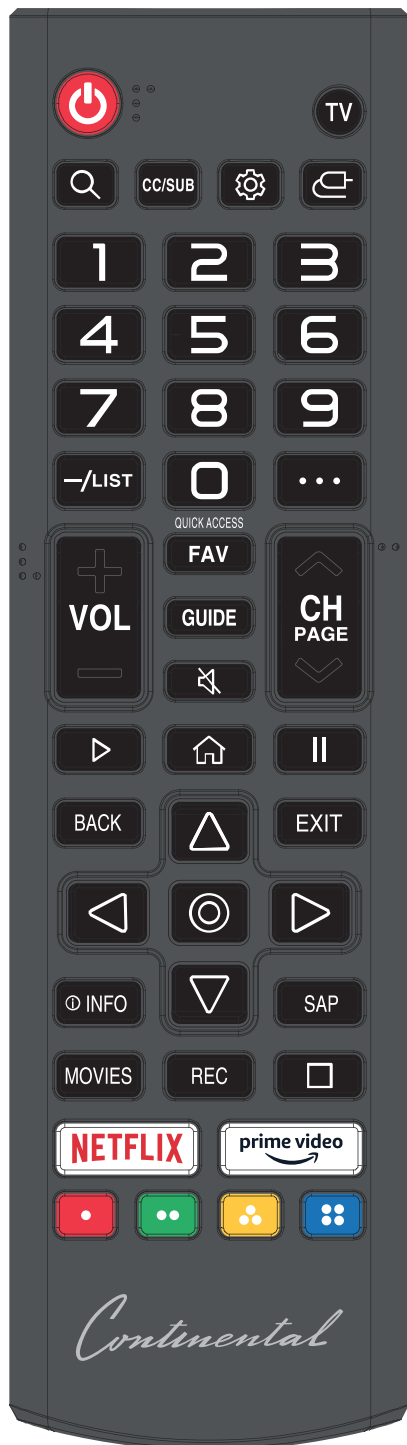 TV
CC/SUB
1 2 3
4 5 6
7 8 9
–/LIST 0 •••
QUICK ACCESS
FAV
VOL
GUIDE
CH
PAGE
BACK EXIT
INFO SAP
MOVIES REC
NETFLIX prime video
Continental